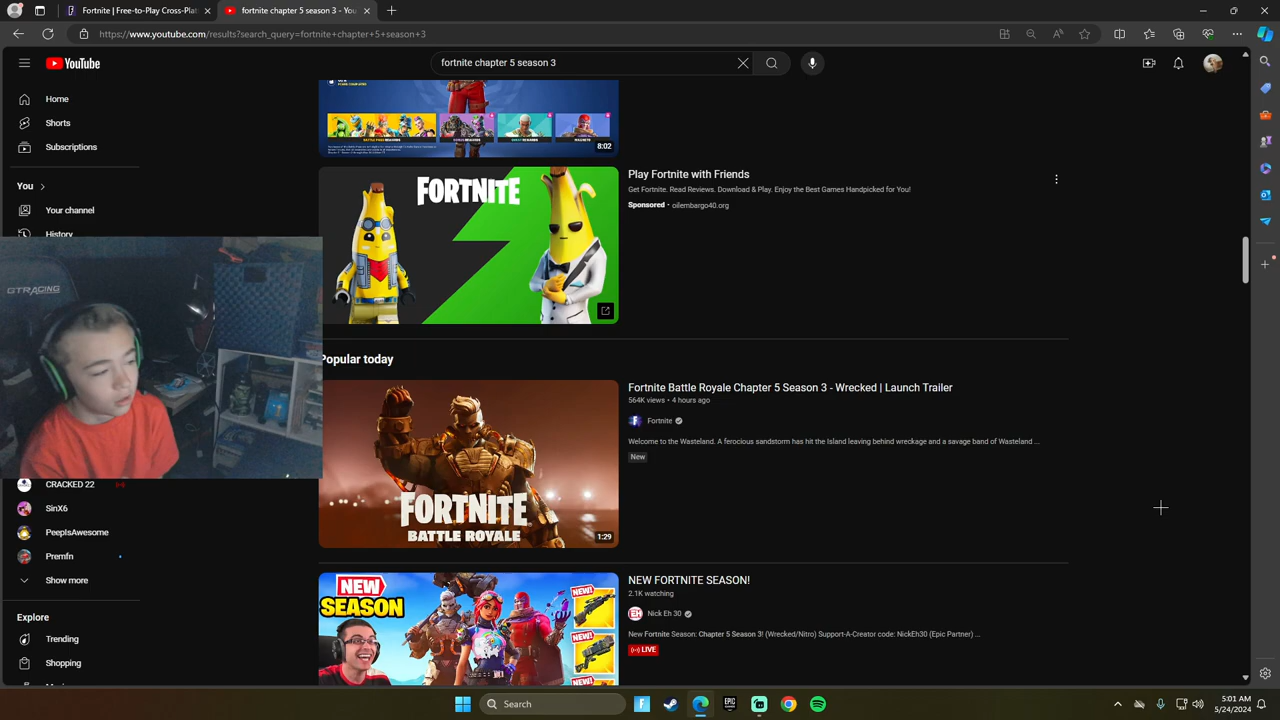 Fortnite | Free-to-Play Cross-Plat
fortnite chapter 5 season 3 - You
https://www.youtube.com/results?search_query=fortnite+chapter+5+season+3
YouTube
fortnite chapter 5 season 3
Home
Shorts
Subscriptions
You
Your channel
History
8:02
FORTNITE
Play Fortnite with Friends
Get Fortnite. Read Reviews. Download & Play. Enjoy the Best Games Handpicked for You!
Sponsored • oilembargo40.org
GTRACING
Popular today
FORTNITE
BATTLE ROYALE
1:29
Fortnite Battle Royale Chapter 5 Season 3 - Wrecked | Launch Trailer
564K views • 4 hours ago
Fortnite
Welcome to the Wasteland. A ferocious sandstorm has hit the Island leaving behind wreckage and a savage band of Wasteland ...
New
CRACKED 22
SinX6
PeepIsAwesome
Premfn
Show more
Explore
Trending
Shopping
NEW
SEASON
NEW!
NEW!
NEW FORTNITE SEASON!
2.1K watching
EH
Nick Eh 30
New Fortnite Season: Chapter 5 Season 3! (Wrecked/Nitro) Support-A-Creator code: NickEh30 (Epic Partner) ...
LIVE
Search
EPIC
5:01 AM
5/24/2024